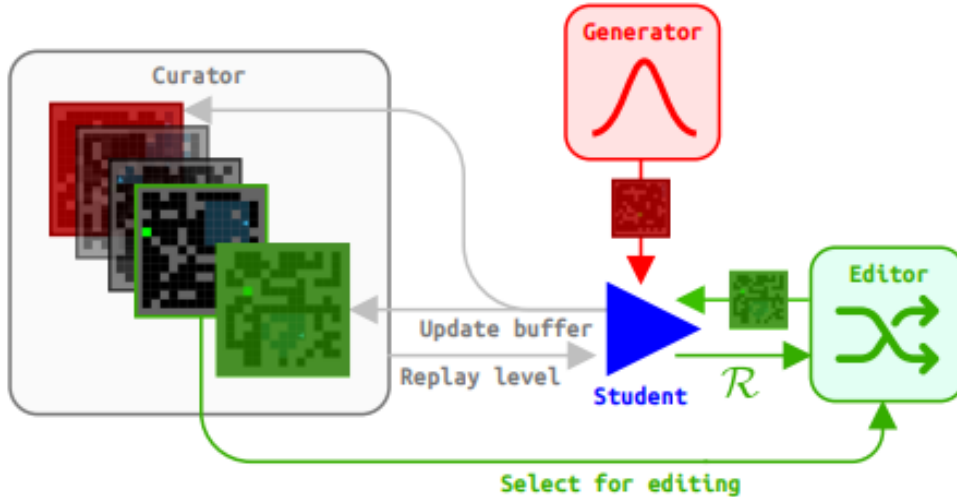 Generator
Curator
Editor
Update buffer
Replay level
Student
ℛ
Select for editing